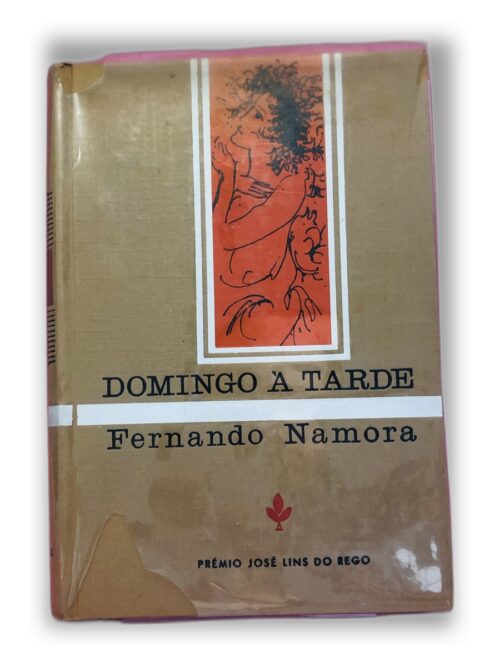 DOMINGO À TARDE
Fernando Namora
PRÉMIO JOSÉ LINS DO REGO